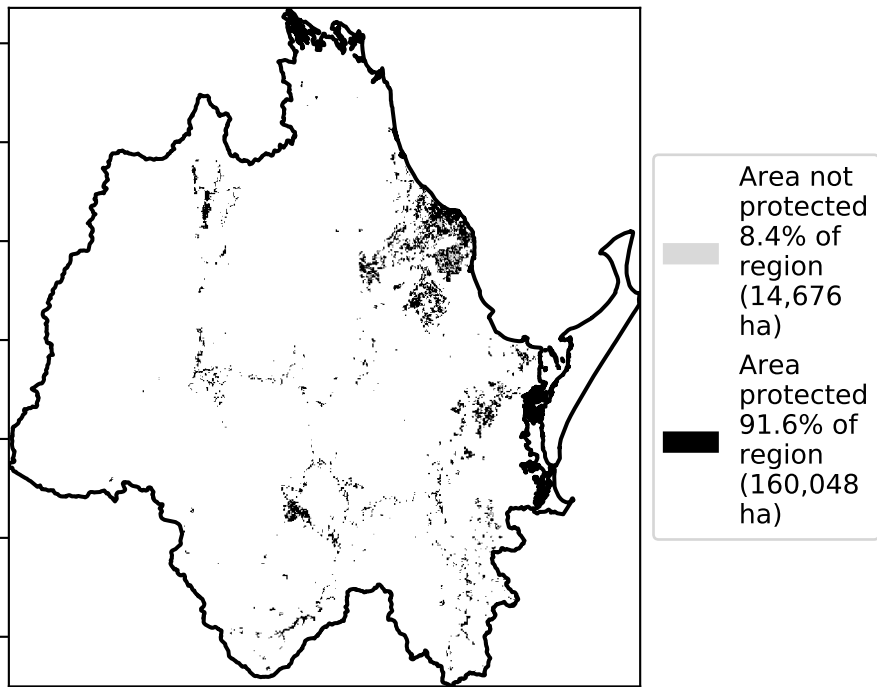 Area not
protected
8.4% of
region
(14,676
ha)
Area
protected
91.6% of
region
(160,048
ha)